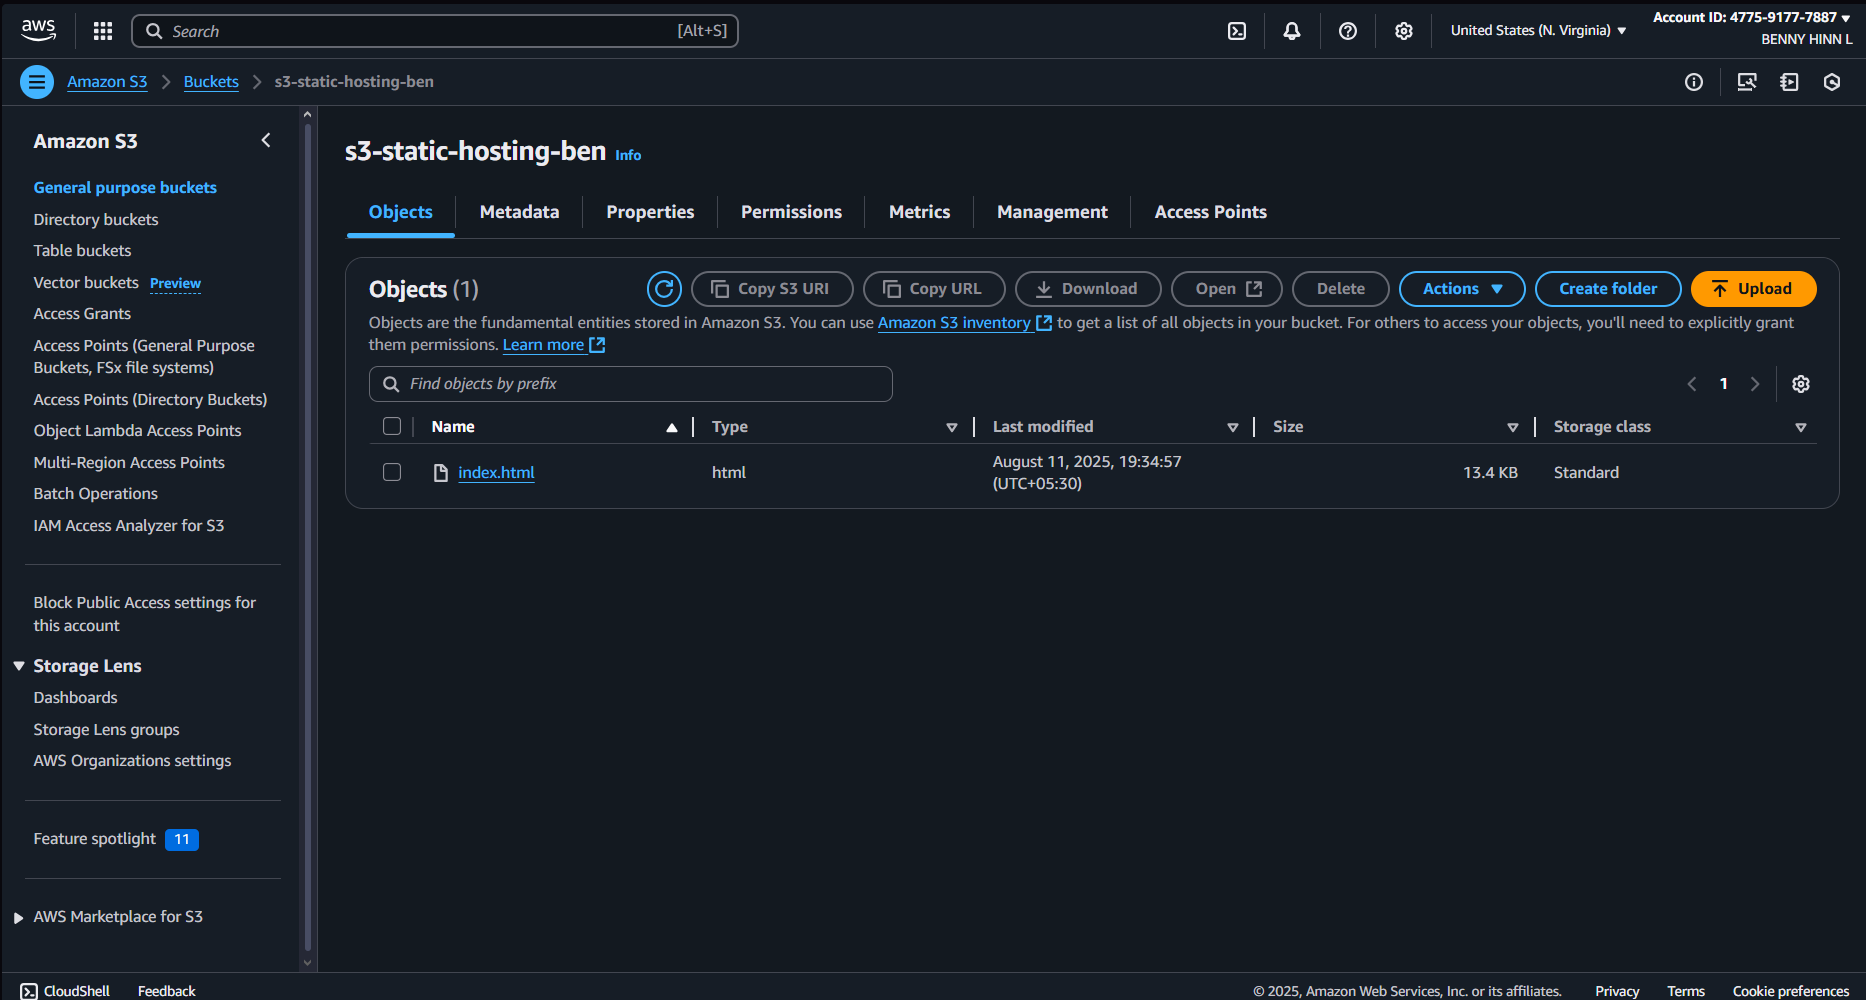 aws
Search
[Alt+S]
United States (N. Virginia)
Account ID: 4775-9177-7887
BENNY HINN L
Amazon S3
Buckets
s3-static-hosting-ben
Amazon S3
General purpose buckets
Directory buckets
Table buckets
Vector buckets Preview
Access Grants
Access Points (General Purpose
Buckets, FSx file systems)
Access Points (Directory Buckets)
Object Lambda Access Points
Multi-Region Access Points
Batch Operations
IAM Access Analyzer for S3
Block Public Access settings for
this account
Storage Lens
Dashboards
Storage Lens groups
AWS Organizations settings
Feature spotlight 11
AWS Marketplace for S3
s3-static-hosting-ben Info
Objects
Metadata
Properties
Permissions
Metrics
Management
Access Points
Objects (1)
Copy S3 URI
Copy URL
Download
Open
Delete
Actions
Create folder
Upload
Objects are the fundamental entities stored in Amazon S3. You can use Amazon S3 inventory to get a list of all objects in your bucket. For others to access your objects, you'll need to explicitly grant
them permissions. Learn more
Find objects by prefix
1
Name
Type
Last modified
Size
Storage class
index.html
html
August 11, 2025, 19:34:57
(UTC+05:30)
13.4 KB
Standard
CloudShell
Feedback
© 2025, Amazon Web Services, Inc. or its affiliates.
Privacy
Terms
Cookie preferences